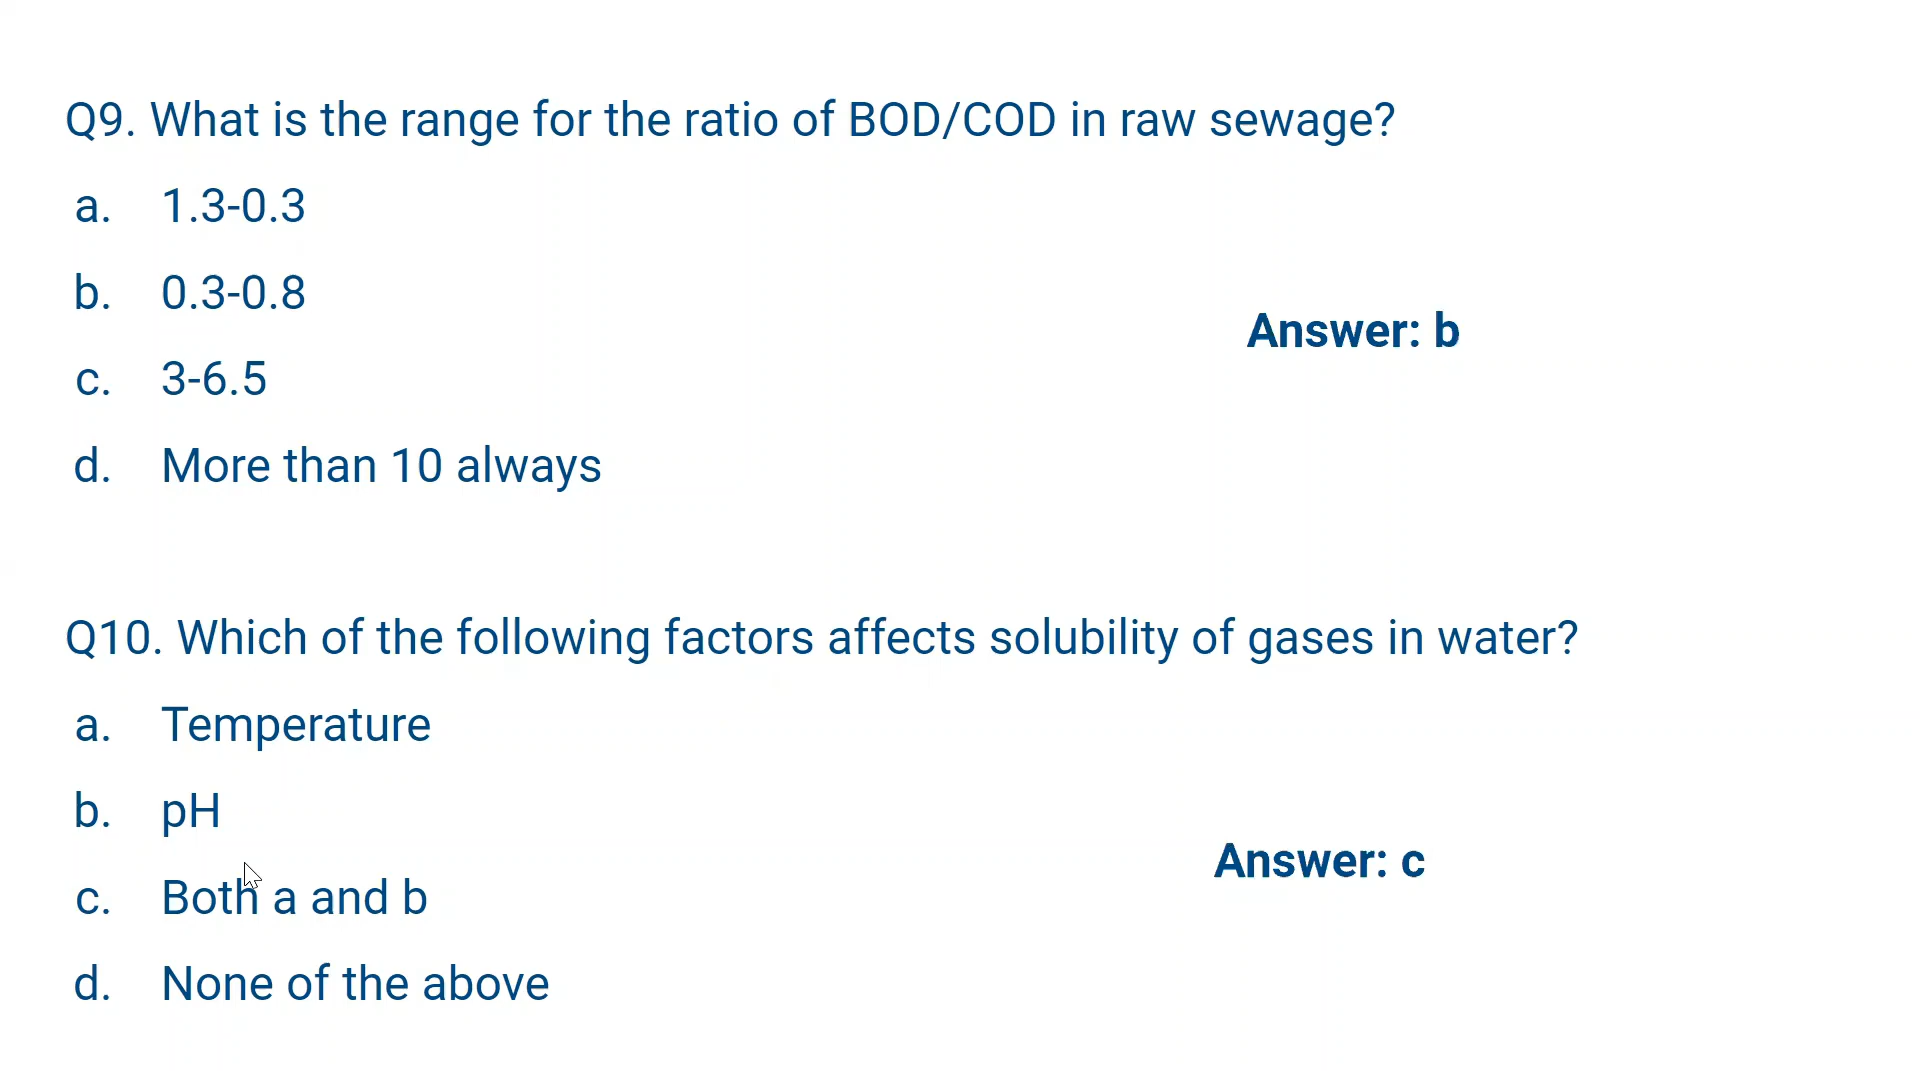 Q9. What is the range for the ratio of BOD/COD in raw sewage?
a. 1.3-0.3
b. 0.3-0.8
c. 3-6.5
d. More than 10 always
Answer: b
Q10. Which of the following factors affects solubility of gases in water?
a. Temperature
b. pH
c. Both a and b
d. None of the above
Answer: c